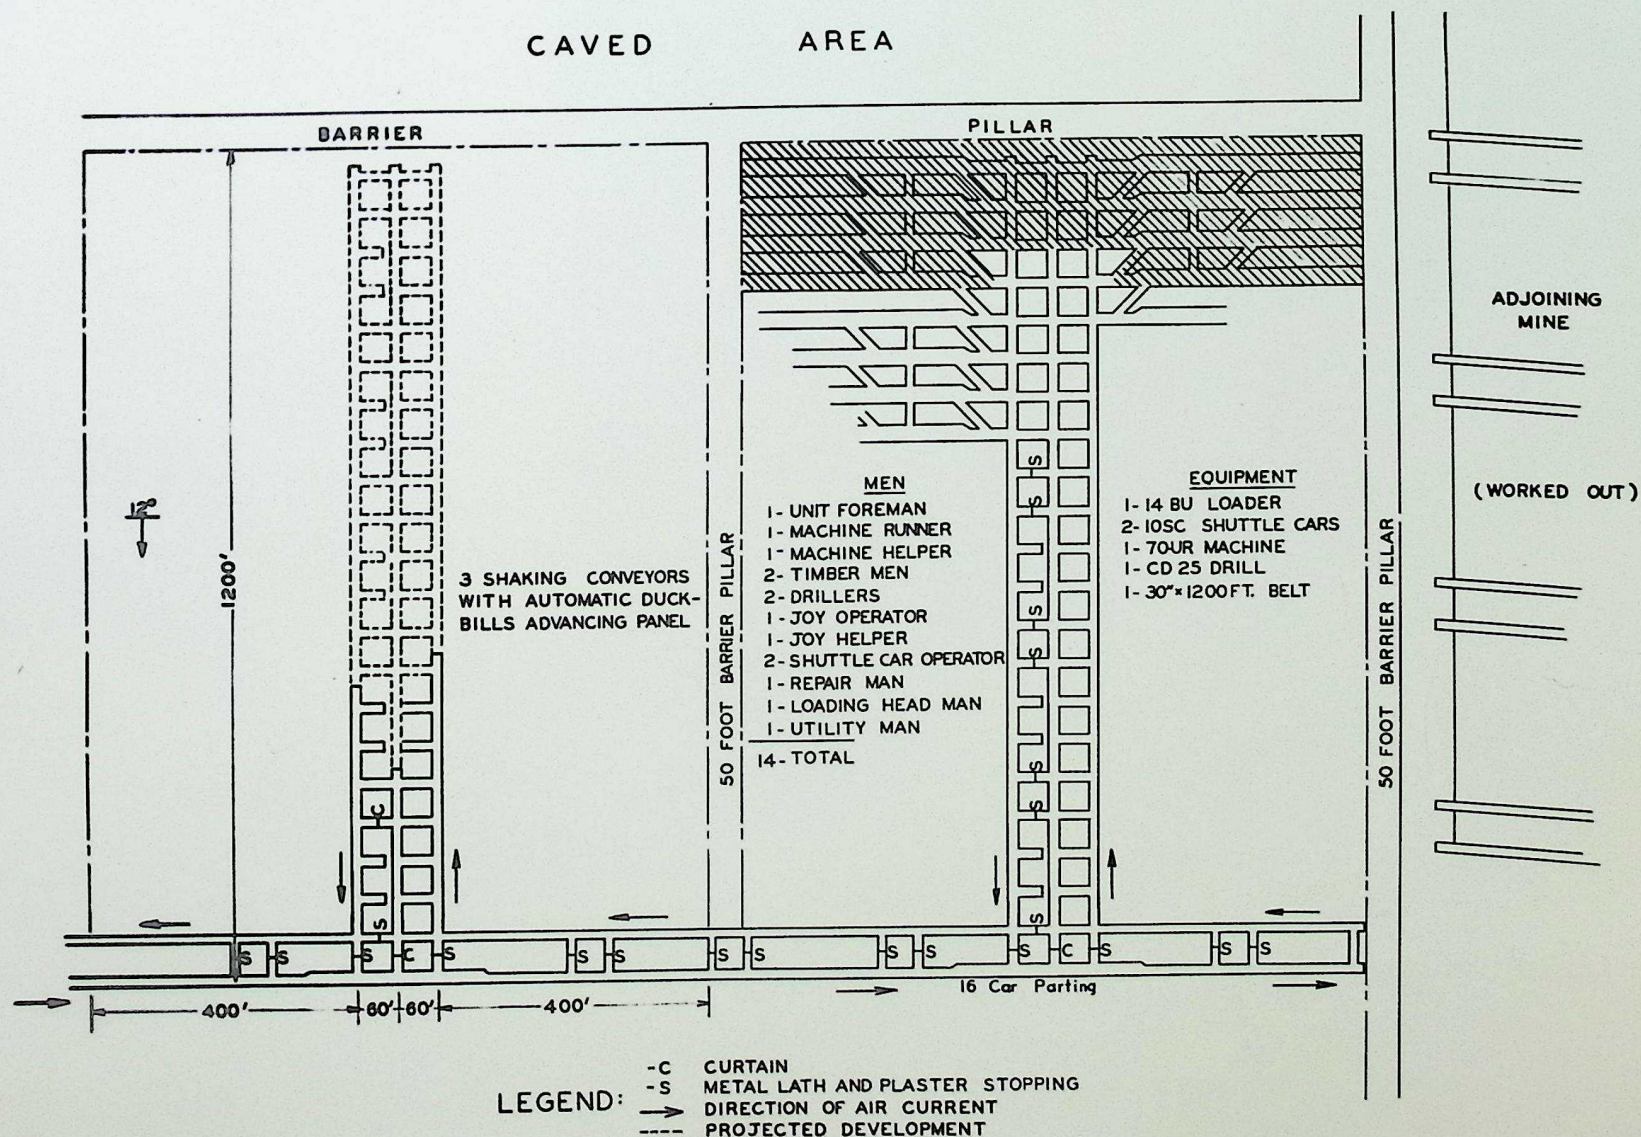 CAVED AREA
BARRIER PILLAR
ADJOINING
MINE
(WORKED OUT)
12°
1200'
3 SHAKING CONVEYORS
WITH AUTOMATIC DUCK-
BILLS ADVANCING PANEL
50 FOOT BARRIER PILLAR
MEN
1- UNIT FOREMAN
1- MACHINE RUNNER
1- MACHINE HELPER
2- TIMBER MEN
2- DRILLERS
1- JOY OPERATOR
1- JOY HELPER
2- SHUTTLE CAR OPERATOR
1- REPAIR MAN
1- LOADING HEAD MAN
1- UTILITY MAN
14- TOTAL
EQUIPMENT
1- 14 BU LOADER
2- 10SC SHUTTLE CARS
1- 70UR MACHINE
1- CD 25 DRILL
1- 30"x 1200 FT. BELT
50 FOOT BARRIER PILLAR
S
S
S
S
S
S
S
S
C
S
S S S C S S S S S S S C S S S
16 Car Parting
400' 60' 60' 400'
LEGEND:
-C CURTAIN
-S METAL LATH AND PLASTER STOPPING
DIRECTION OF AIR CURRENT
---- PROJECTED DEVELOPMENT